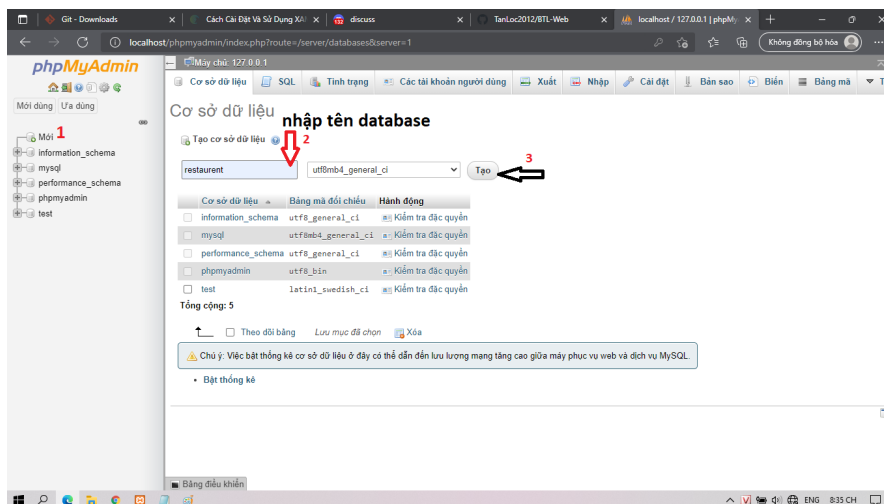 Git - Downloads
Cách Cài Đặt Và Sử Dụng XA
discuss
TanLoc2012/BTL-Web
localhost / 127.0.0.1 | phpMy
localhost/phpmyadmin/index.php?route=/server/databases&server=1
Không đồng bộ hóa
phpMyAdmin
Mới dùng
Ưa dùng
Mới 1
information_schema
mysql
performance_schema
phpmyadmin
test
Máy chủ: 127.0.0.1
Cơ sở dữ liệu
SQL
Tình trạng
Các tài khoản người dùng
Xuất
Nhập
Cài đặt
Bản sao
Biến
Bảng mã
Cơ sở dữ liệu
nhập tên database
Tạo cơ sở dữ liệu
2
3
restaurent
utf8mb4_general_ci
Tạo
Cơ sở dữ liệu Bảng mã đối chiếu Hành động
information_schema utf8_general_ci Kiểm tra đặc quyền
mysql utf8mb4_general_ci Kiểm tra đặc quyền
performance_schema utf8_general_ci Kiểm tra đặc quyền
phpmyadmin utf8_bin Kiểm tra đặc quyền
test latin1_swedish_ci Kiểm tra đặc quyền
Tổng cộng: 5
Theo dõi bảng
Lưu mục đã chọn
Xóa
Chú ý: Việc bật thống kê cơ sở dữ liệu ở đây có thể dẫn đến lưu lượng mạng tăng cao giữa máy phục vụ web và dịch vụ MySQL.
Bật thống kê
Bảng điều khiển
ENG
8:35 CH